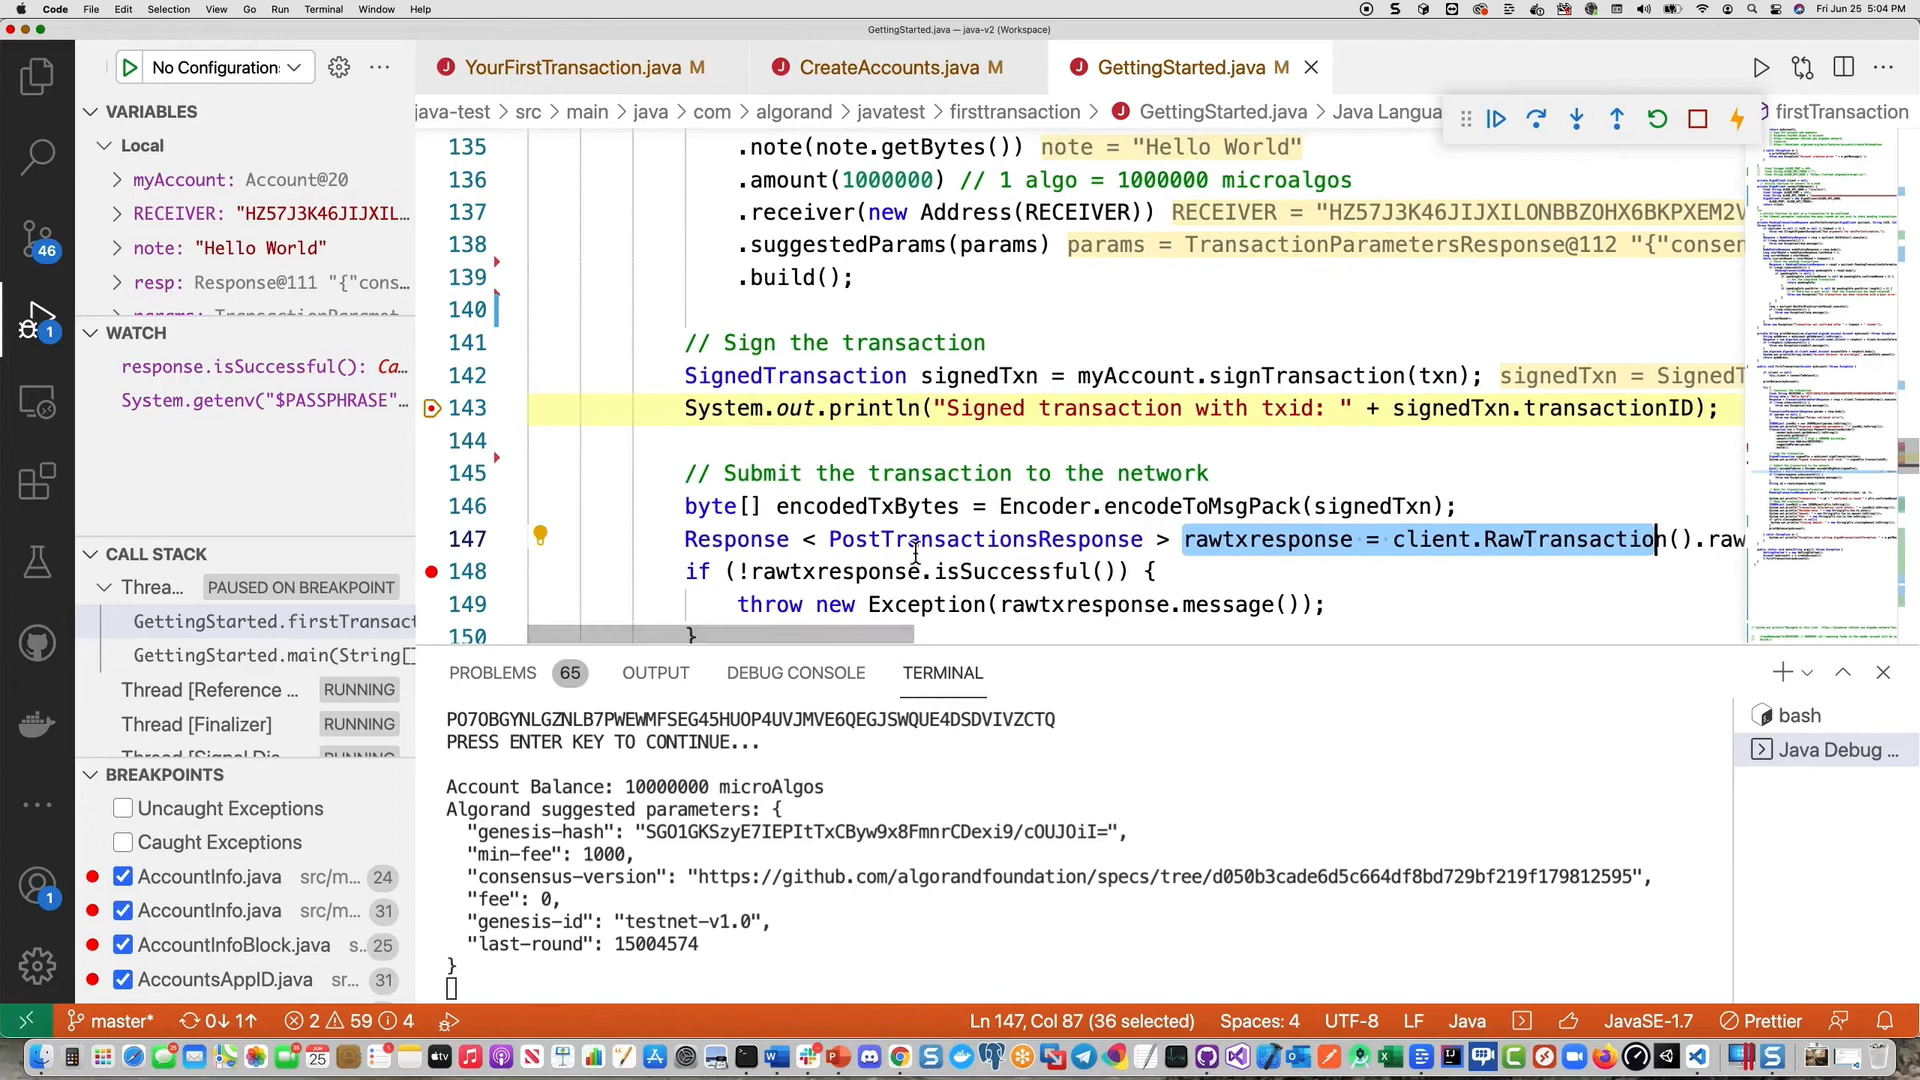 Code File Edit Selection View Go Run Terminal Window Help Fri Jun 25 5:04 PM
GettingStarted.java — java-v2 (Workspace)
No Configuration:
YourFirstTransaction.java M
CreateAccounts.java M
GettingStarted.java M
java-test > src > main > java > com > algorand > javatest > firsttransaction > GettingStarted.java > Java Langua
firstTransaction
VARIABLES
Local
myAccount: Account@20
RECEIVER: "HZ57J3K46JIJXIL...
note: "Hello World"
resp: Response@111 "{"cons...
WATCH
response.isSuccessful(): Ca...
System.getenv("$PASSPHRASE"...
CALL STACK
Threa... PAUSED ON BREAKPOINT
GettingStarted.firstTransact
GettingStarted.main(String[]
Thread [Reference ... RUNNING
Thread [Finalizer] RUNNING
BREAKPOINTS
Uncaught Exceptions
Caught Exceptions
AccountInfo.java src/m... 24
AccountInfo.java src/m... 31
AccountInfoBlock.java s... 25
AccountsAppID.java src... 31
46
1
1
135 .note(note.getBytes()) note = "Hello World"
136 .amount(1000000) // 1 algo = 1000000 microalgos
137 .receiver(new Address(RECEIVER)) RECEIVER = "HZ57J3K46JIJXILONBBZOHX6BKPXEM2V
138 .suggestedParams(params) params = TransactionParametersResponse@112 "{"consen
139 .build();
140
141 // Sign the transaction
142 SignedTransaction signedTxn = myAccount.signTransaction(txn); signedTxn = SignedT
143 System.out.println("Signed transaction with txid: " + signedTxn.transactionID);
144
145 // Submit the transaction to the network
146 byte[] encodedTxBytes = Encoder.encodeToMsgPack(signedTxn);
147 Response < PostTransactionsResponse > rawtxresponse = client.RawTransaction().raw
148 if (!rawtxresponse.isSuccessful()) {
149 throw new Exception(rawtxresponse.message());
150 }
PROBLEMS 65 OUTPUT DEBUG CONSOLE TERMINAL
bash
Java Debug ...
PO7OBGYNLGZNLB7PWEWMFSEG45HUOP4UVJMVE6QEGJSWQUE4DSDVIVZCTQ
PRESS ENTER KEY TO CONTINUE...
Account Balance: 10000000 microAlgos
Algorand suggested parameters: {
"genesis-hash": "SGO1GKSzyE7IEPItTxCByw9x8FmnrCDexi9/cOUJOiI=",
"min-fee": 1000,
"consensus-version": "https://github.com/algorandfoundation/specs/tree/d050b3cade6d5c664df8bd729bf219f179812595",
"fee": 0,
"genesis-id": "testnet-v1.0",
"last-round": 15004574
}
master* 0↓ 1↑ 2 59 4
Ln 147, Col 87 (36 selected) Spaces: 4 UTF-8 LF Java JavaSE-1.7 Prettier